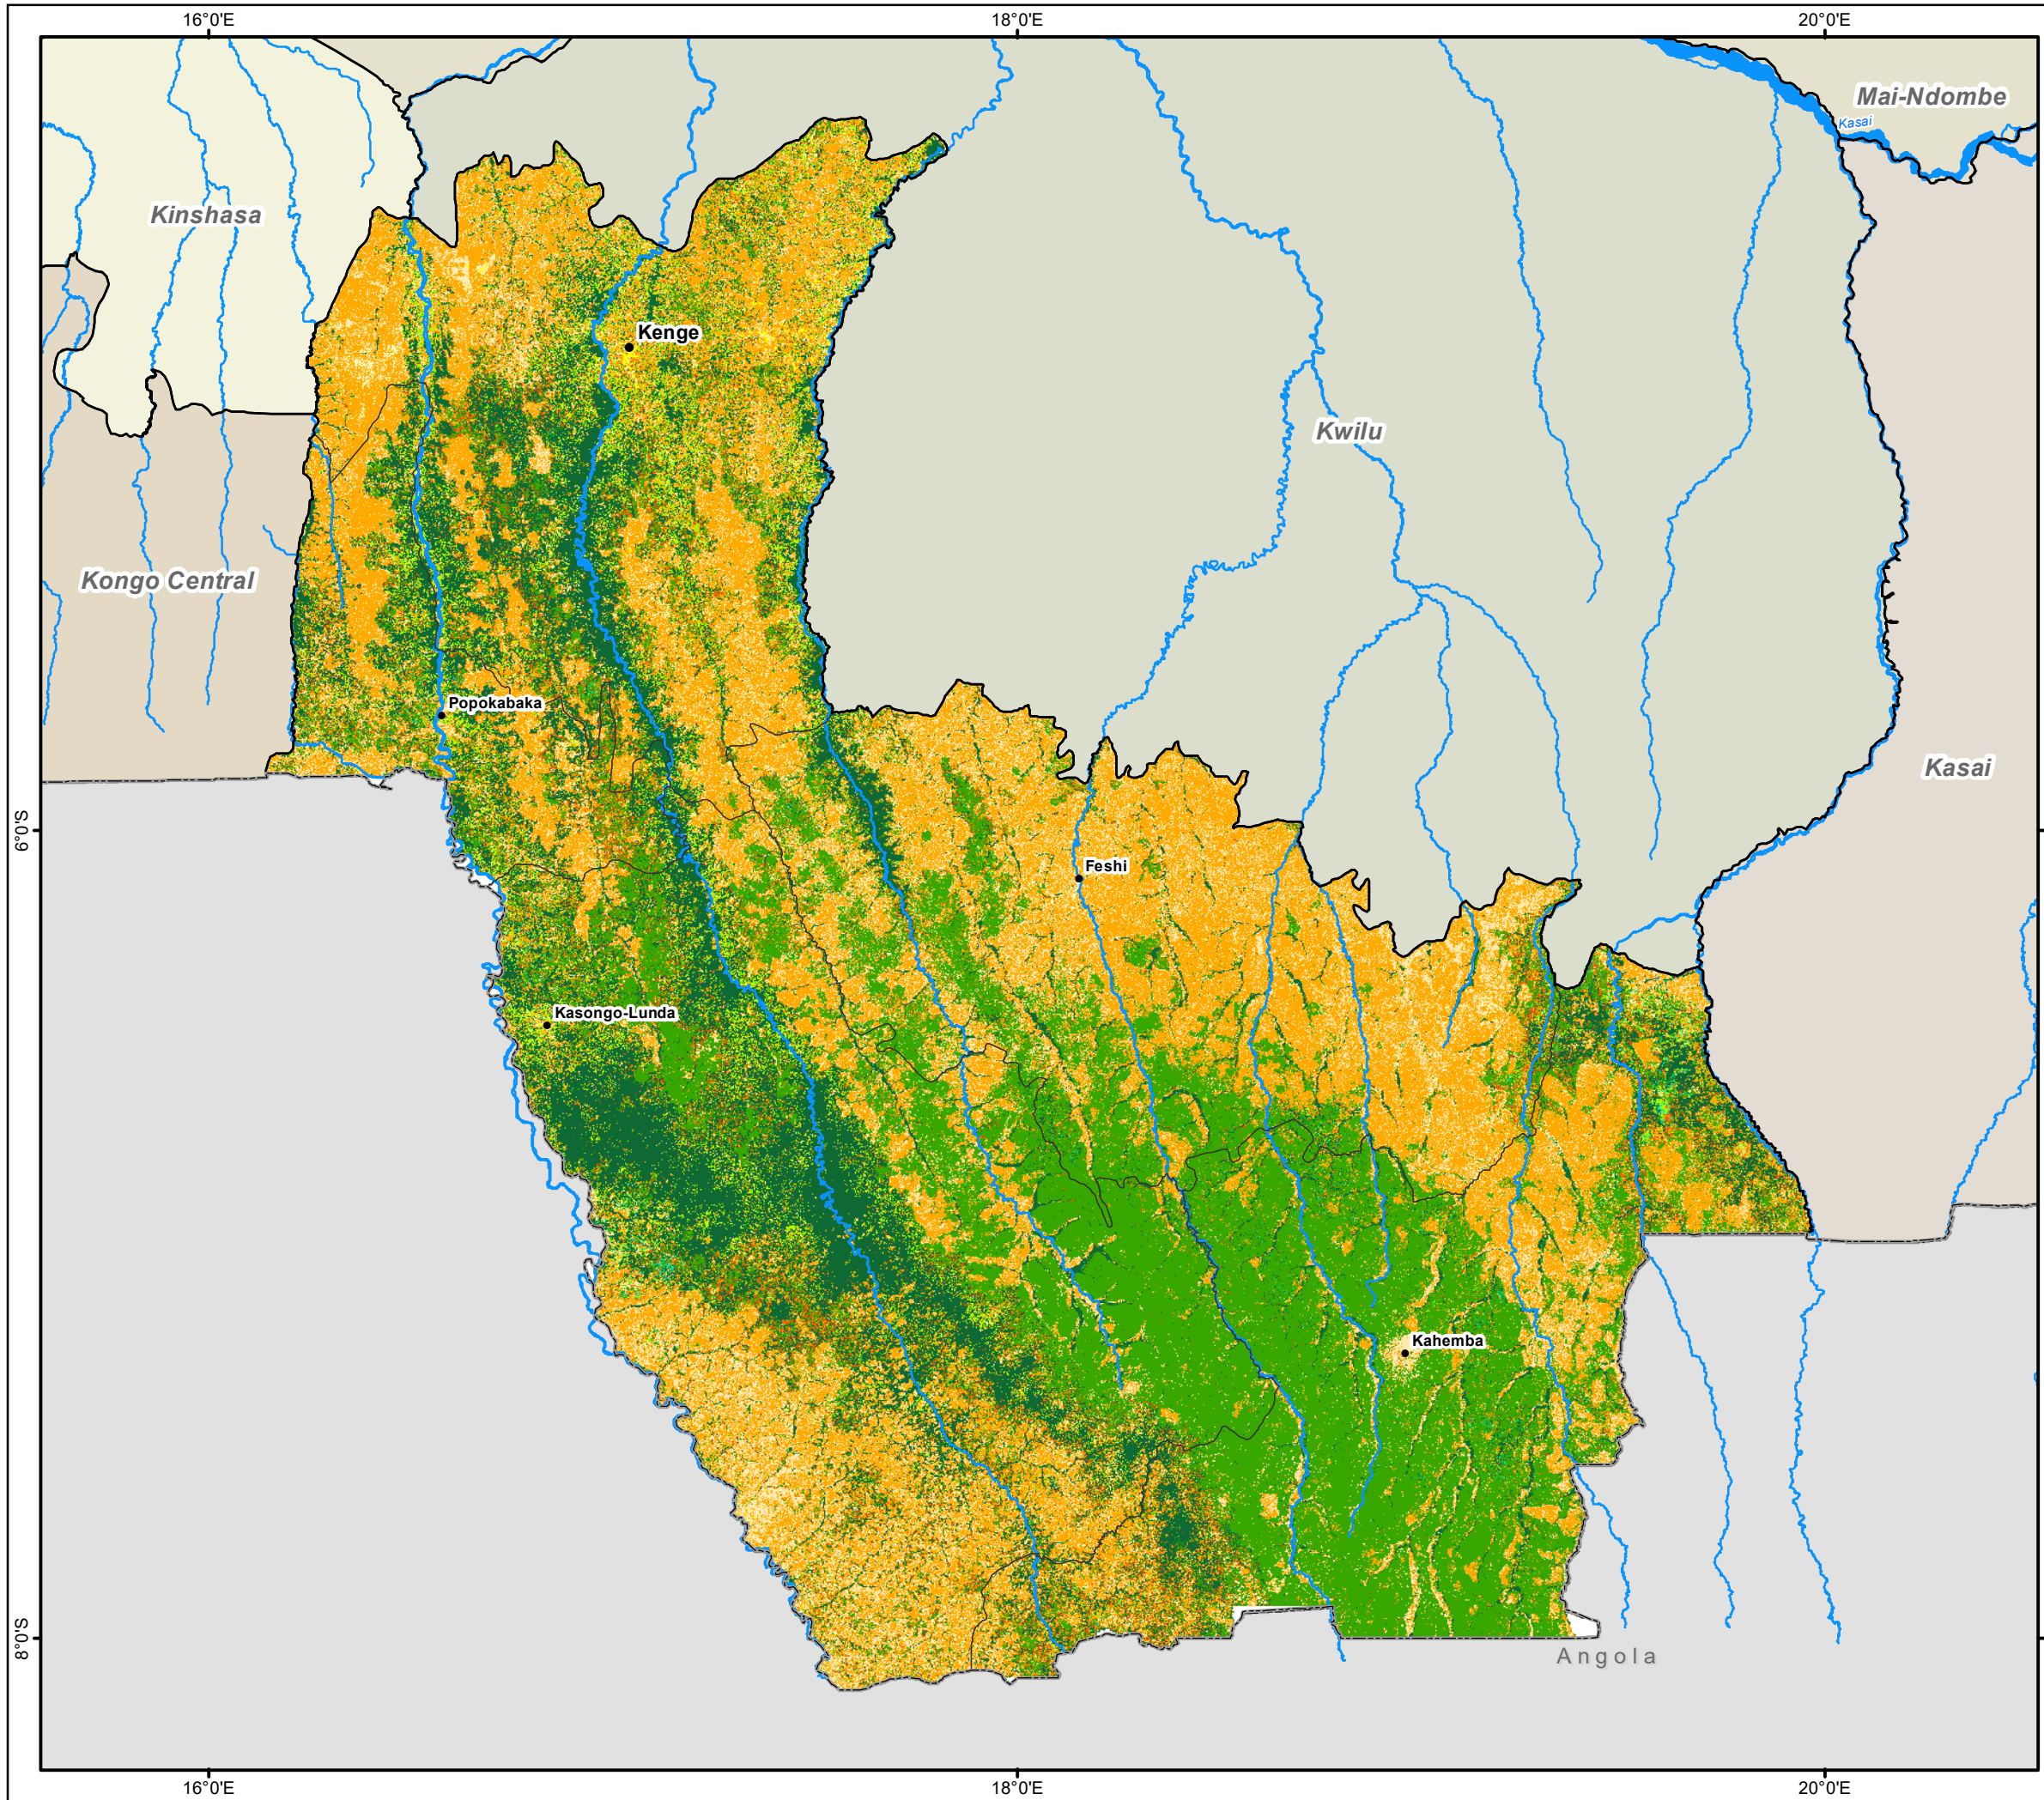 16°0'E
18°0'E
20°0'E
Mai-Ndombe
Kasai
Kinshasa
Kenge
Kwilu
Kongo Central
Popokabaka
Kasai
6°0'S
Feshi
Kasongo-Lunda
Kahemba
8°0'S
Angola
16°0'E
18°0'E
20°0'E